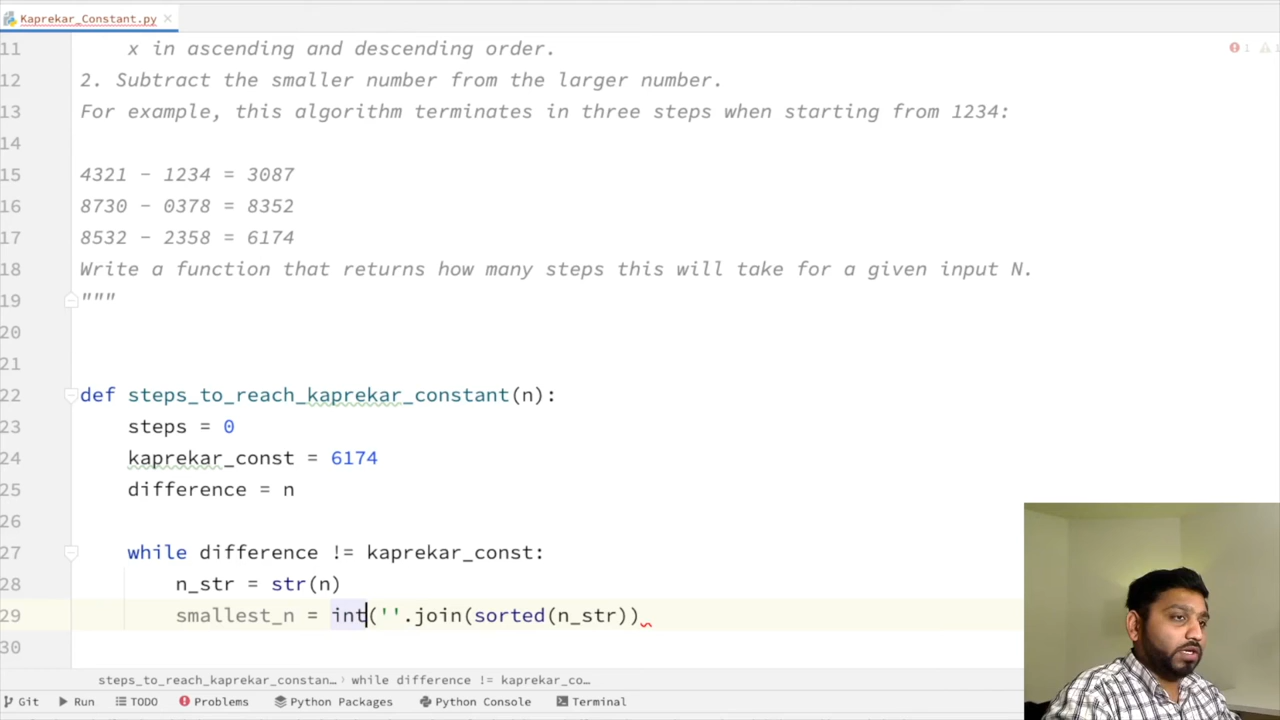 Kaprekar_Constant.py
11 x in ascending and descending order.
1
1
12 2. Subtract the smaller number from the larger number.
13 For example, this algorithm terminates in three steps when starting from 1234:
14
15 4321 - 1234 = 3087
16 8730 - 0378 = 8352
17 8532 - 2358 = 6174
18 Write a function that returns how many steps this will take for a given input N.
19 """
20
21
22 def steps_to_reach_kaprekar_constant(n):
23 steps = 0
24 kaprekar_const = 6174
25 difference = n
26
27 while difference != kaprekar_const:
28 n_str = str(n)
29 smallest_n = int(''.join(sorted(n_str))
30
steps_to_reach_kaprekar_constan… › while difference != kaprekar_co…
Git Run TODO Problems Python Packages Python Console Terminal